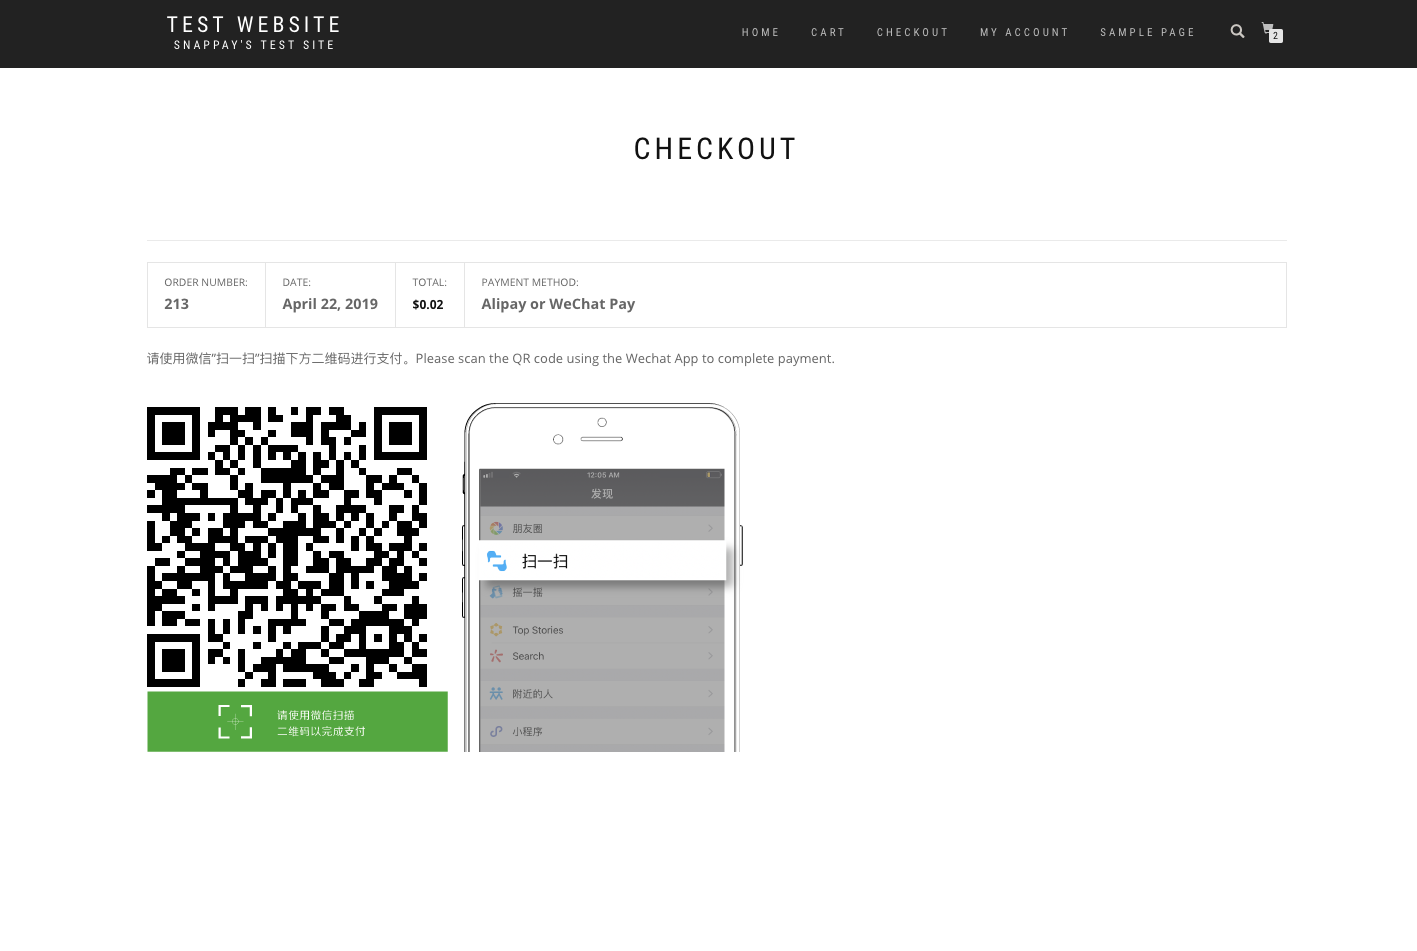 TEST WEBSITE
SNAPPAY'S TEST SITE
HOME CART CHECKOUT MY ACCOUNT SAMPLE PAGE 2
CHECKOUT
ORDER NUMBER: DATE: TOTAL: PAYMENT METHOD:
213 April 22, 2019 $0.02 Alipay or WeChat Pay
请使用微信"扫一扫"扫描下方二维码进行支付。Please scan the QR code using the Wechat App to complete payment.
12:05 AM
发现
朋友圈
扫一扫
摇一摇
Top Stories
Search
附近的人
小程序
请使用微信扫描
二维码以完成支付